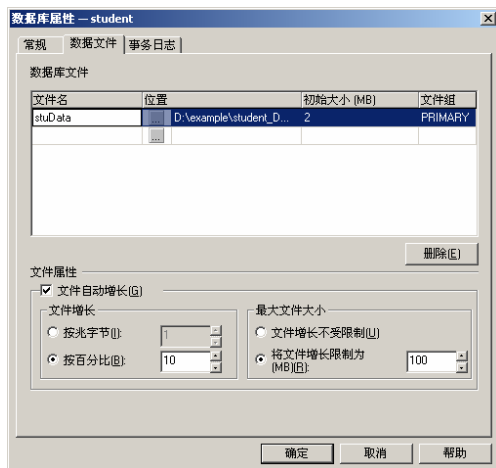 数据库属性 — student
常规 数据文件 事务日志
数据库文件
文件名 位置 初始大小 (MB) 文件组
stuData ... D:\example\student_D... 2 PRIMARY
...
删除(E)
文件属性
文件自动增长(G)
文件增长 最大文件大小
按兆字节(I): 1 文件增长不受限制(U)
按百分比(B): 10 将文件增长限制为 100
(MB)(R):
确定 取消 帮助